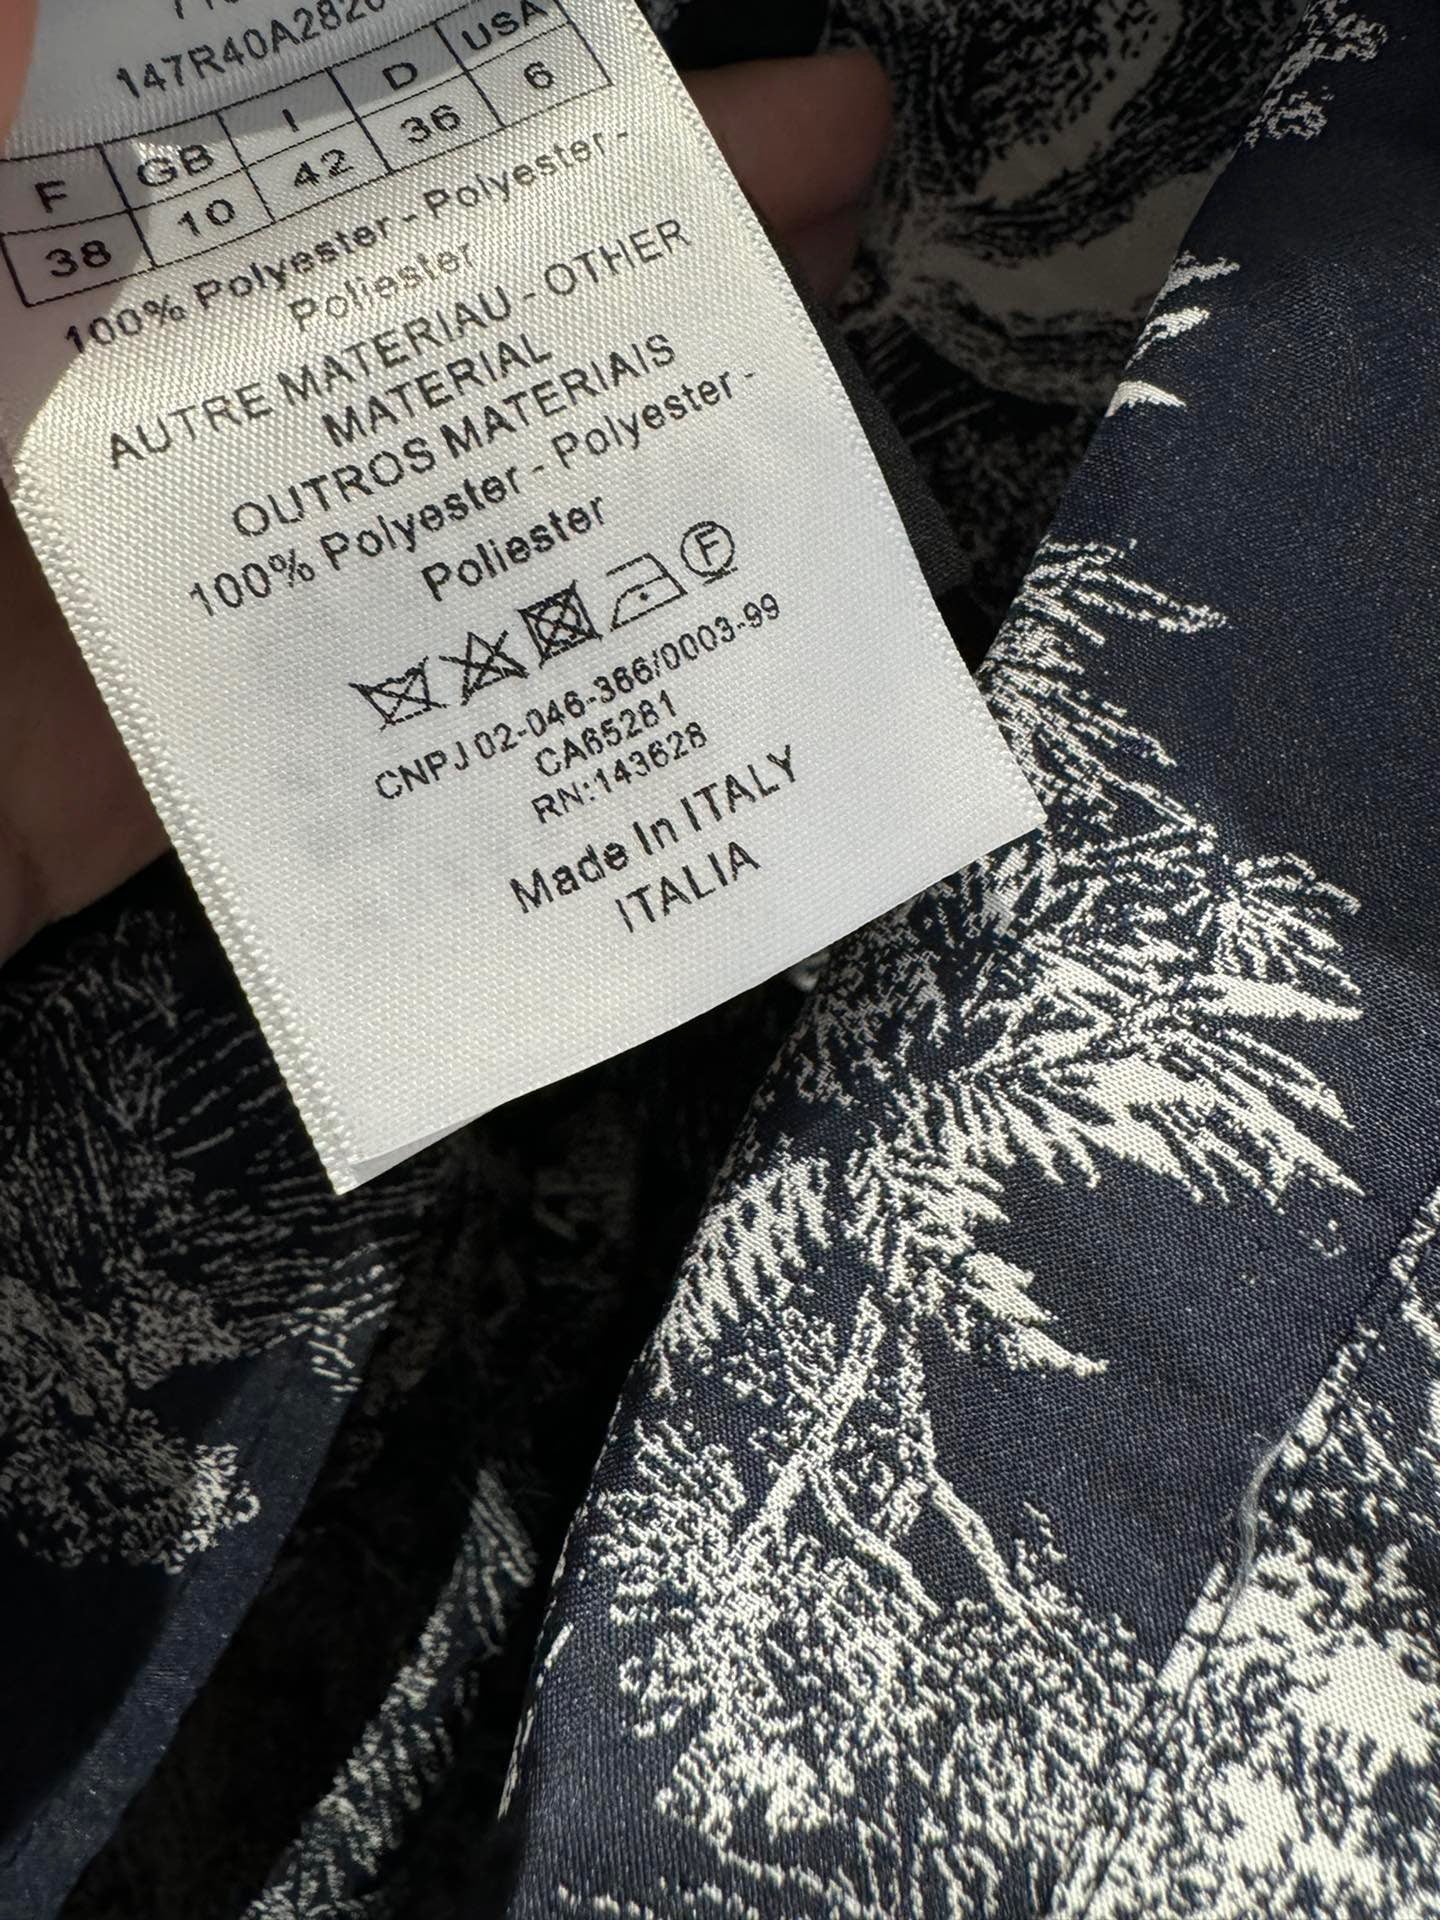 147R40A282
F GB I D USA
38 10 42 36 6
100% Polyester - Polyester -
Poliester
AUTRE MATERIAU - OTHER
MATERIAL
OUTROS MATERIAIS
100% Polyester - Polyester -
Poliester
F
CNPJ 02-046-366/0003-99
CA65281
RN:143628
Made In ITALY
ITALIA